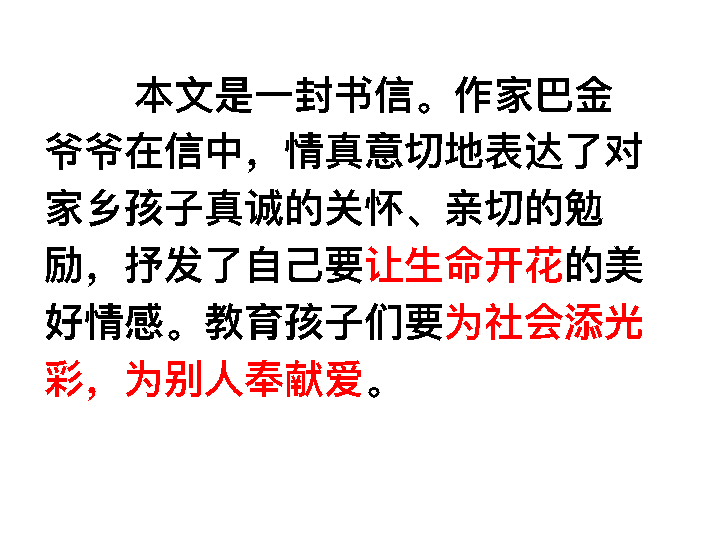 本文是一封书信。作家巴金
爷爷在信中，情真意切地表达了对
家乡孩子真诚的关怀、亲切的勉
励，抒发了自己要让生命开花的美
好情感。教育孩子们要为社会添光
彩，为别人奉献爱。